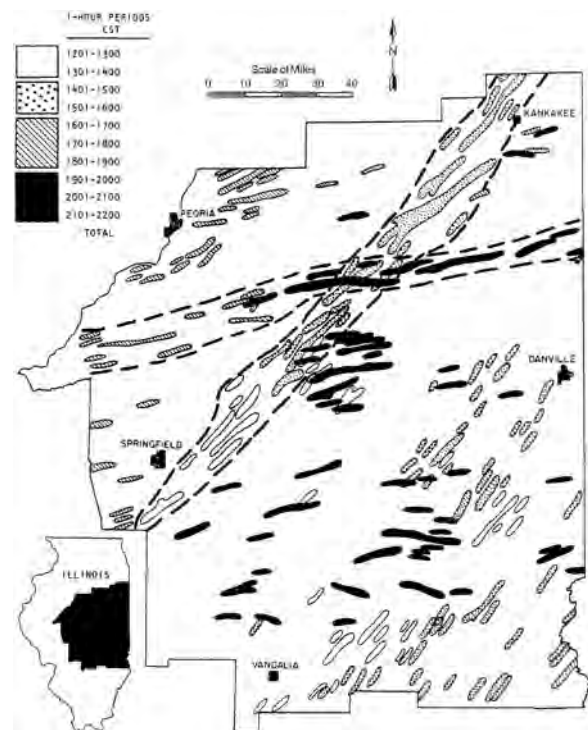 1-HOUR PERIODS
CST
1201-1300
1301-1400
1401-1500
1501-1600
1601-1700
1701-1800
1801-1900
1901-2000
2001-2100
2101-2200
TOTAL
Scale of Miles
0 10 20 30 40
N
KANKAKEE
PEORIA
DANVILLE
SPRINGFIELD
ILLINOIS
VANDALIA